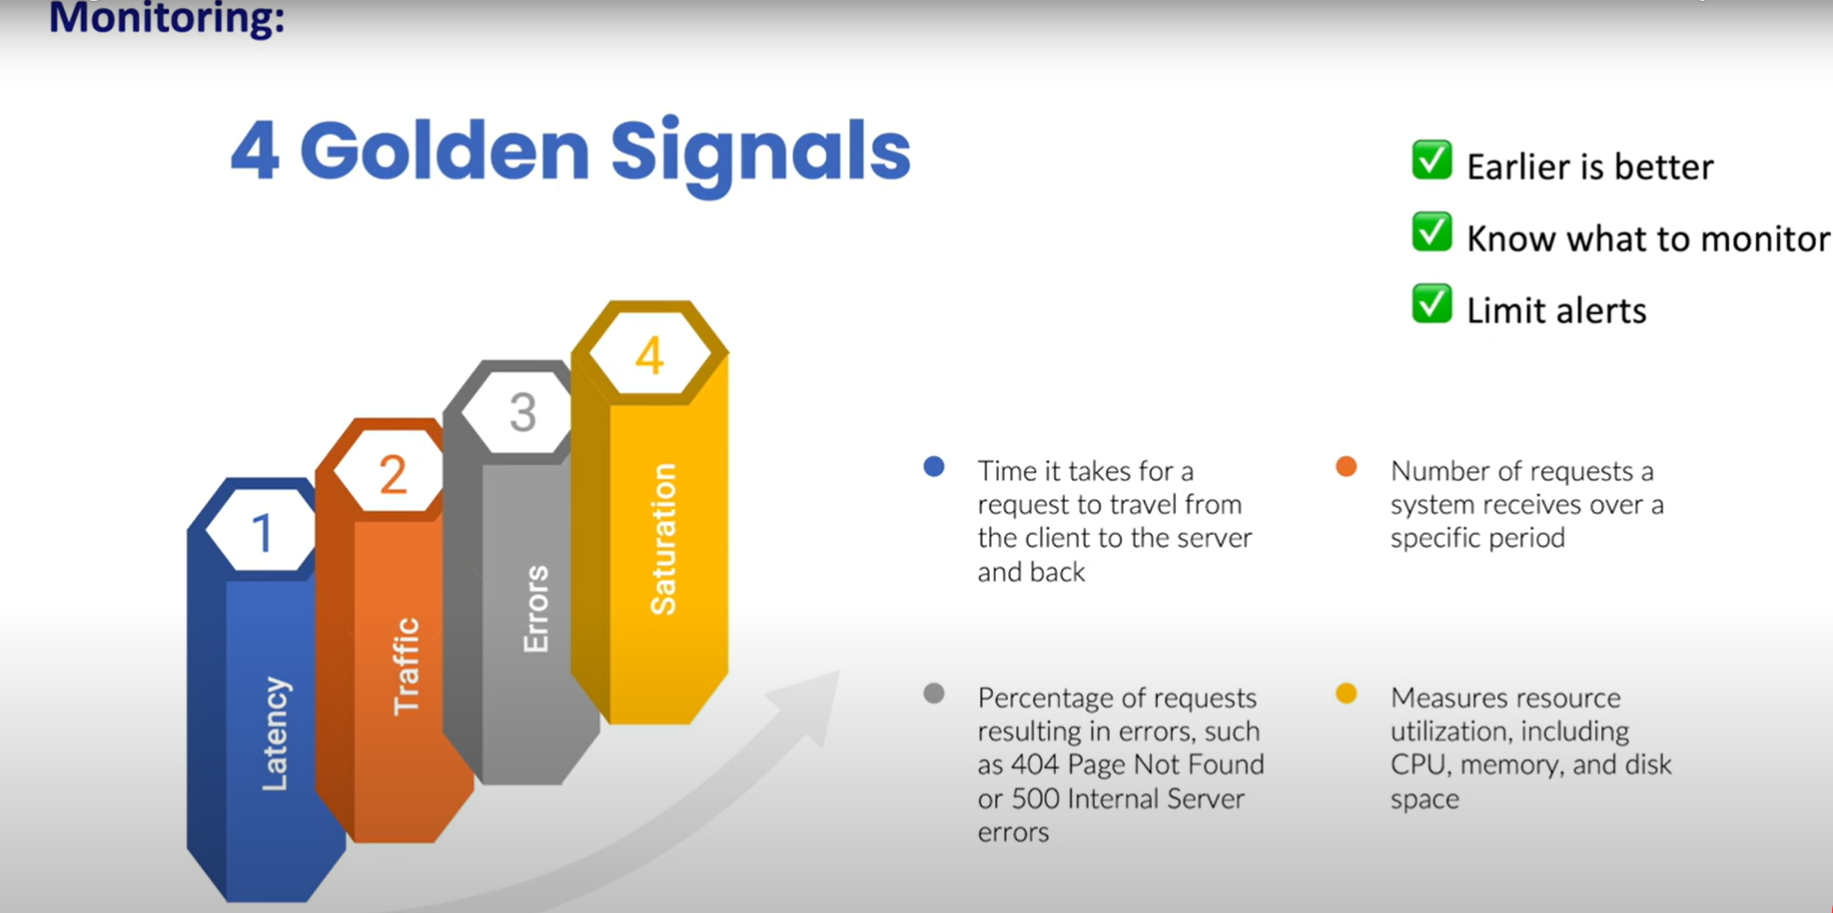 Monitoring:
4 Golden Signals
✅ Earlier is better
✅ Know what to monitor
✅ Limit alerts
1
Latency
2
Traffic
3
Errors
4
Saturation
Time it takes for a
request to travel from
the client to the server
and back
Number of requests a
system receives over a
specific period
Percentage of requests
resulting in errors, such
as 404 Page Not Found
or 500 Internal Server
errors
Measures resource
utilization, including
CPU, memory, and disk
space